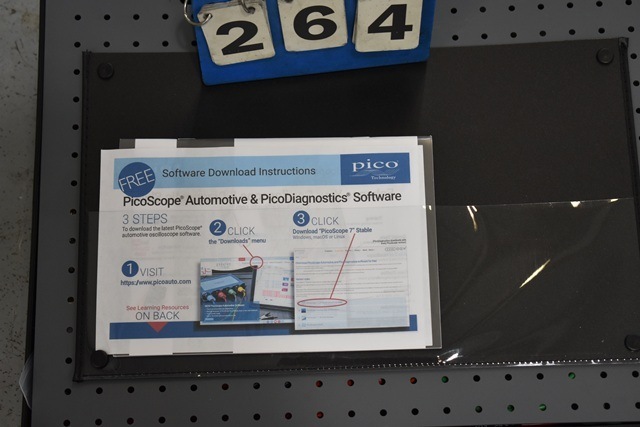 264
FREE
Software Download Instructions
pico
Technology
PicoScope® Automotive & PicoDiagnostics® Software
3 STEPS
To download the latest PicoScope®
automotive oscilloscope software
1 VISIT
https://www.picoauto.com
See Learning Resources
ON BACK
2 CLICK
the "Downloads" menu
3 CLICK
Download "PicoScope 7" Stable
Windows, macOS or Linux